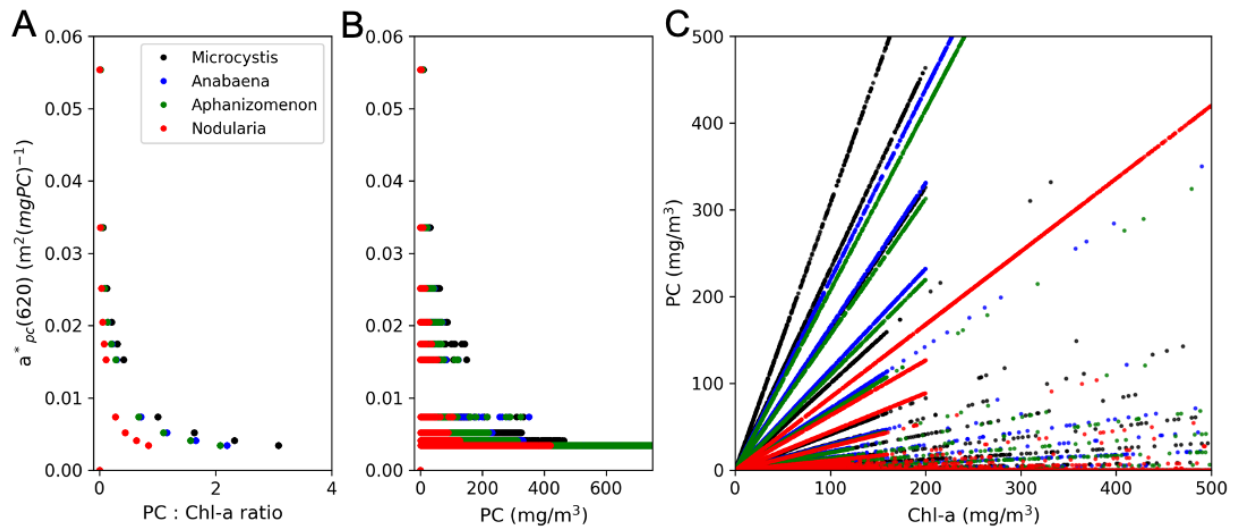 A
0.06
0.05
0.04
0.03
0.02
0.01
0.00
a*pc(620) (m²(mgPC)⁻¹)
Microcystis
Anabaena
Aphanizomenon
Nodularia
0
2
4
PC : Chl-a ratio
B
0.06
0.05
0.04
0.03
0.02
0.01
0.00
0
200
400
600
PC (mg/m³)
C
500
400
300
200
100
0
PC (mg/m³)
0
100
200
300
400
500
Chl-a (mg/m³)